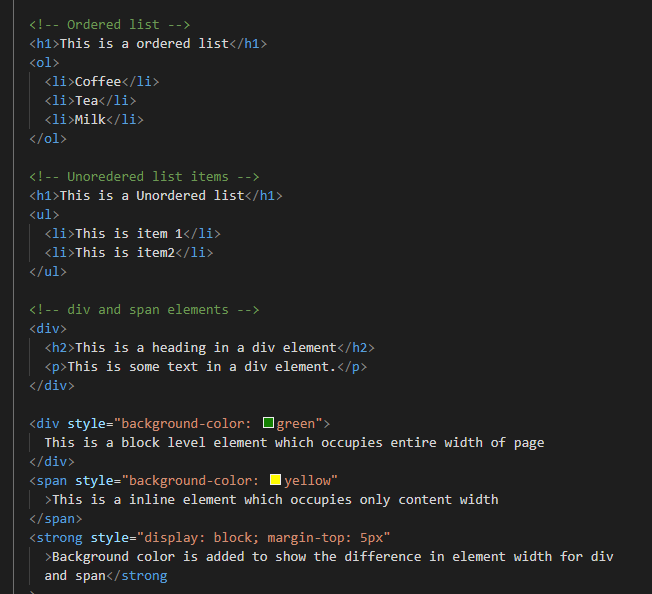 <!-- Ordered list -->
<h1>This is a ordered list</h1>
<ol>
<li>Coffee</li>
<li>Tea</li>
<li>Milk</li>
</ol>
<!-- Unoredered list items -->
<h1>This is a Unordered list</h1>
<ul>
<li>This is item 1</li>
<li>This is item2</li>
</ul>
<!-- div and span elements -->
<div>
<h2>This is a heading in a div element</h2>
<p>This is some text in a div element.</p>
</div>
<div style="background-color: green">
This is a block level element which occupies entire width of page
</div>
<span style="background-color: yellow"
>This is a inline element which occupies only content width
</span>
<strong style="display: block; margin-top: 5px"
>Background color is added to show the difference in element width for div
and span</strong